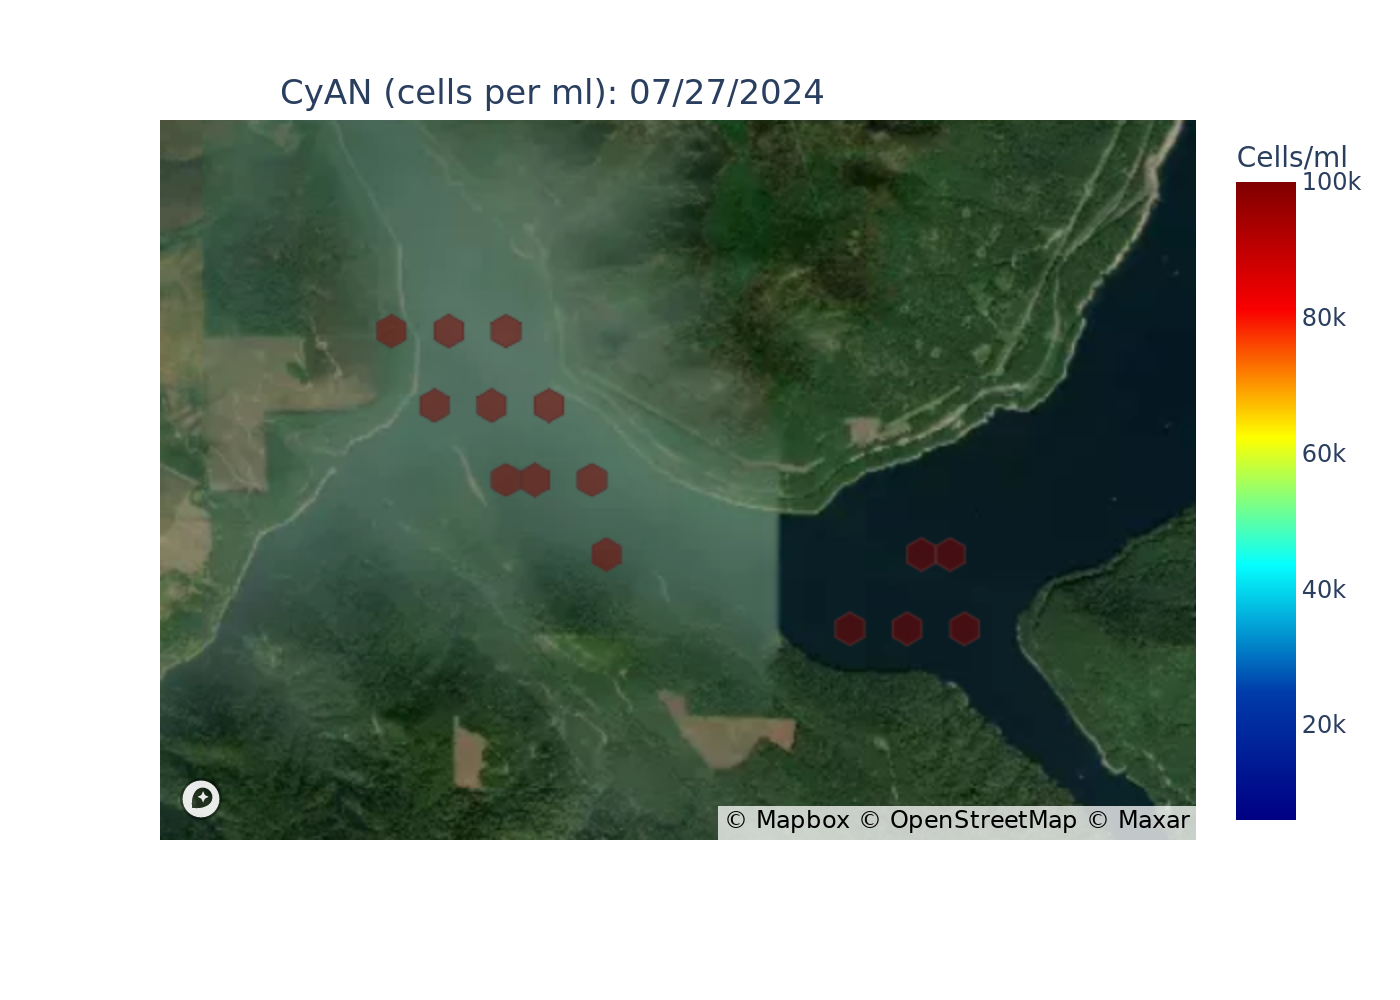 CyAN (cells per ml): 07/27/2024
Cells/ml
100k
80k
60k
40k
20k
© Mapbox © OpenStreetMap © Maxar